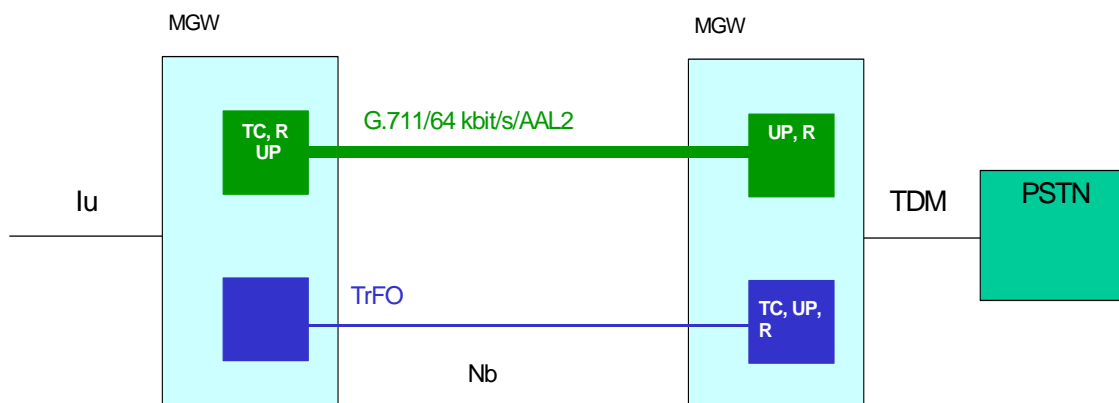 MGW
MGW
TC, R
UP
G.711/64 kbit/s/AAL2
UP, R
Iu
TDM
PSTN
TrFO
TC, UP,
R
Nb